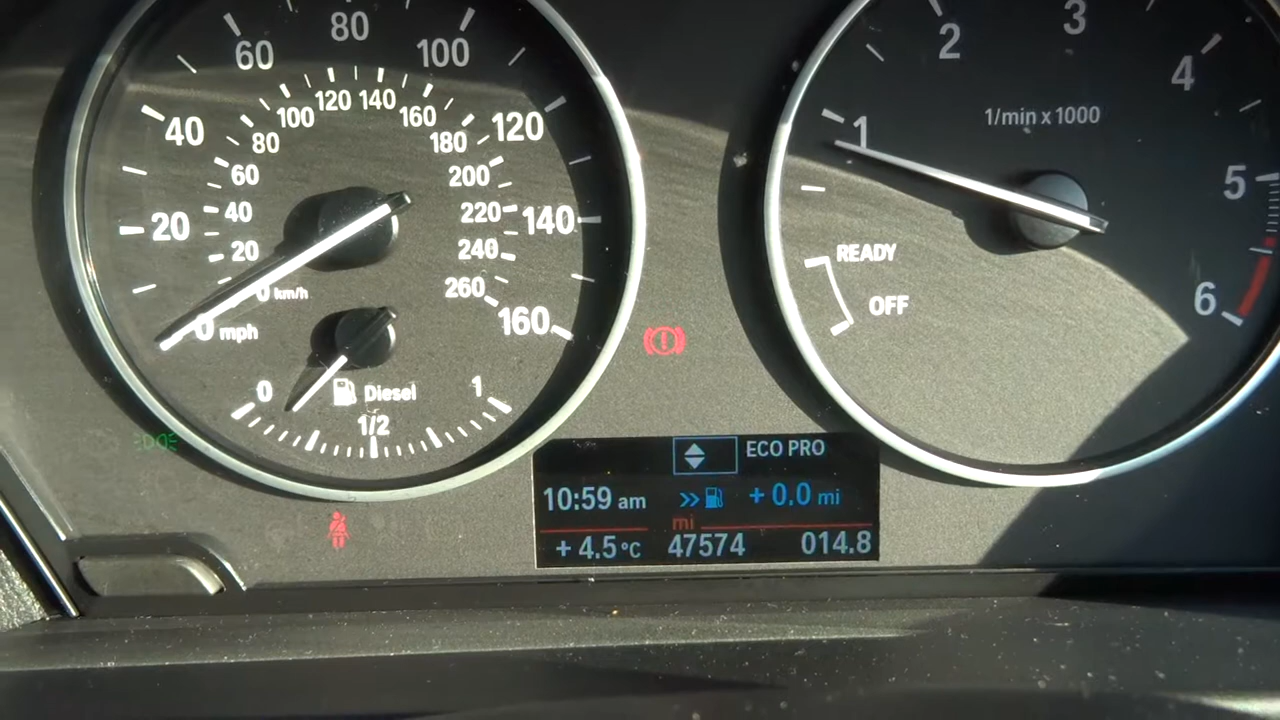 20
40
60
80
100
120
140
160
0 mph
0 km/h
20
40
60
80
100
120
140
160
180
200
220
240
260
0
Diesel
1/2
1
1
2
3
4
5
6
1/min x 1000
READY
OFF
ECO PRO
10:59 am
+ 0.0 mi
mi
+ 4.5 °C
47574
014.8